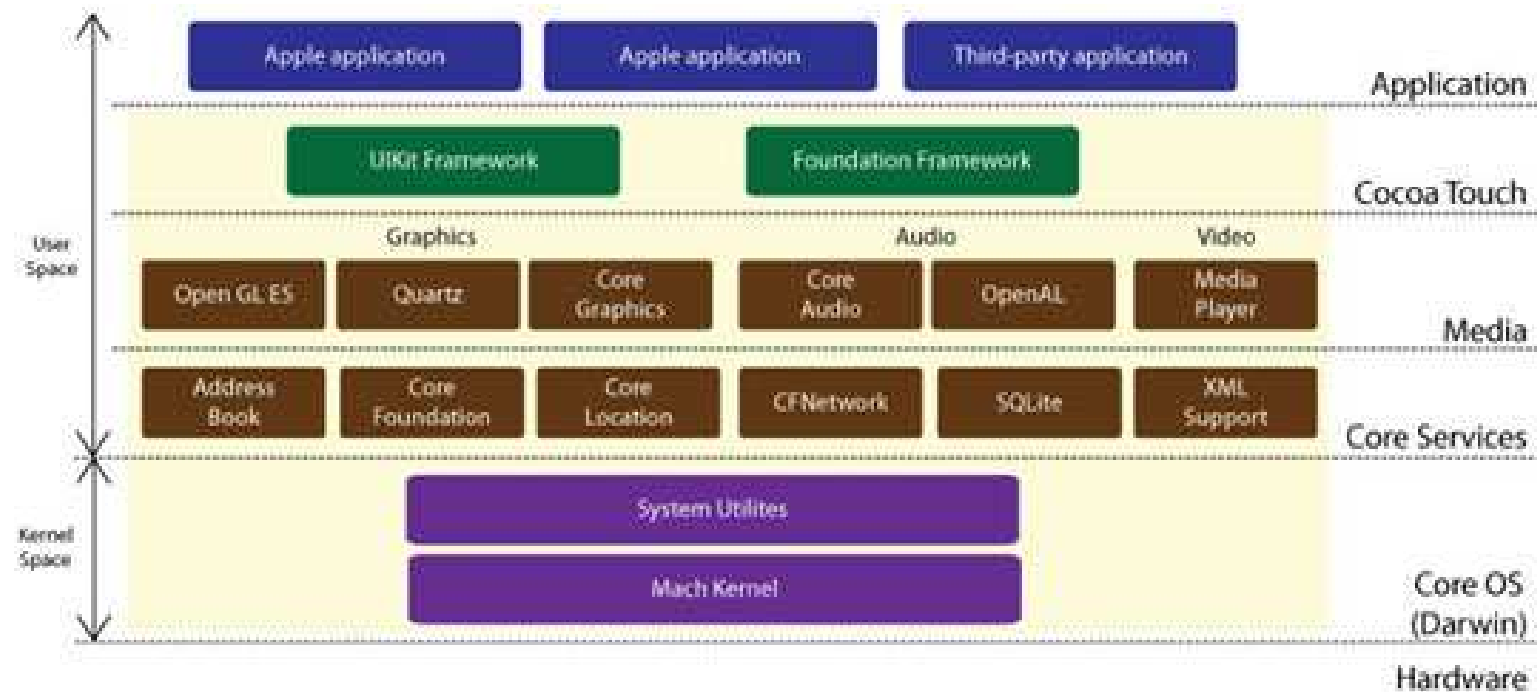 Apple application
Apple application
Third-party application
Application
UIKit Framework
Foundation Framework
Cocoa Touch
User
Space
Graphics
Audio
Video
Open GL ES
Quartz
Core
Graphics
Core
Audio
OpenAL
Media
Player
Media
Address
Book
Core
Foundation
Core
Location
CFNetwork
SQLite
XML
Support
Core Services
Kernel
Space
System Utilites
Mach Kernel
Core OS
(Darwin)
Hardware